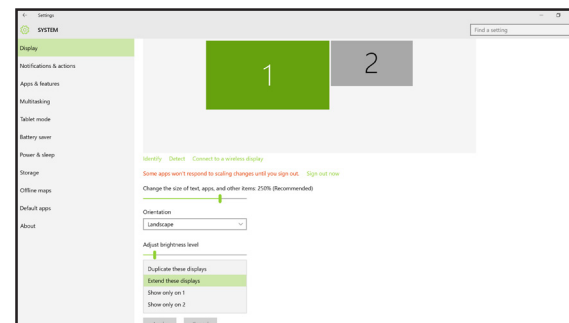 Settings
SYSTEM
Find a setting
Display
Notifications & actions
Apps & features
Multitasking
Tablet mode
Battery saver
Power & sleep
Storage
Offline maps
Default apps
About
1
2
Identify Detect Connect to a wireless display
Some apps won't respond to scaling changes until you sign out. Sign out now
Change the size of text, apps, and other items: 250% (Recommended)
Orientation
Landscape
Adjust brightness level
Duplicate these displays
Extend these displays
Show only on 1
Show only on 2